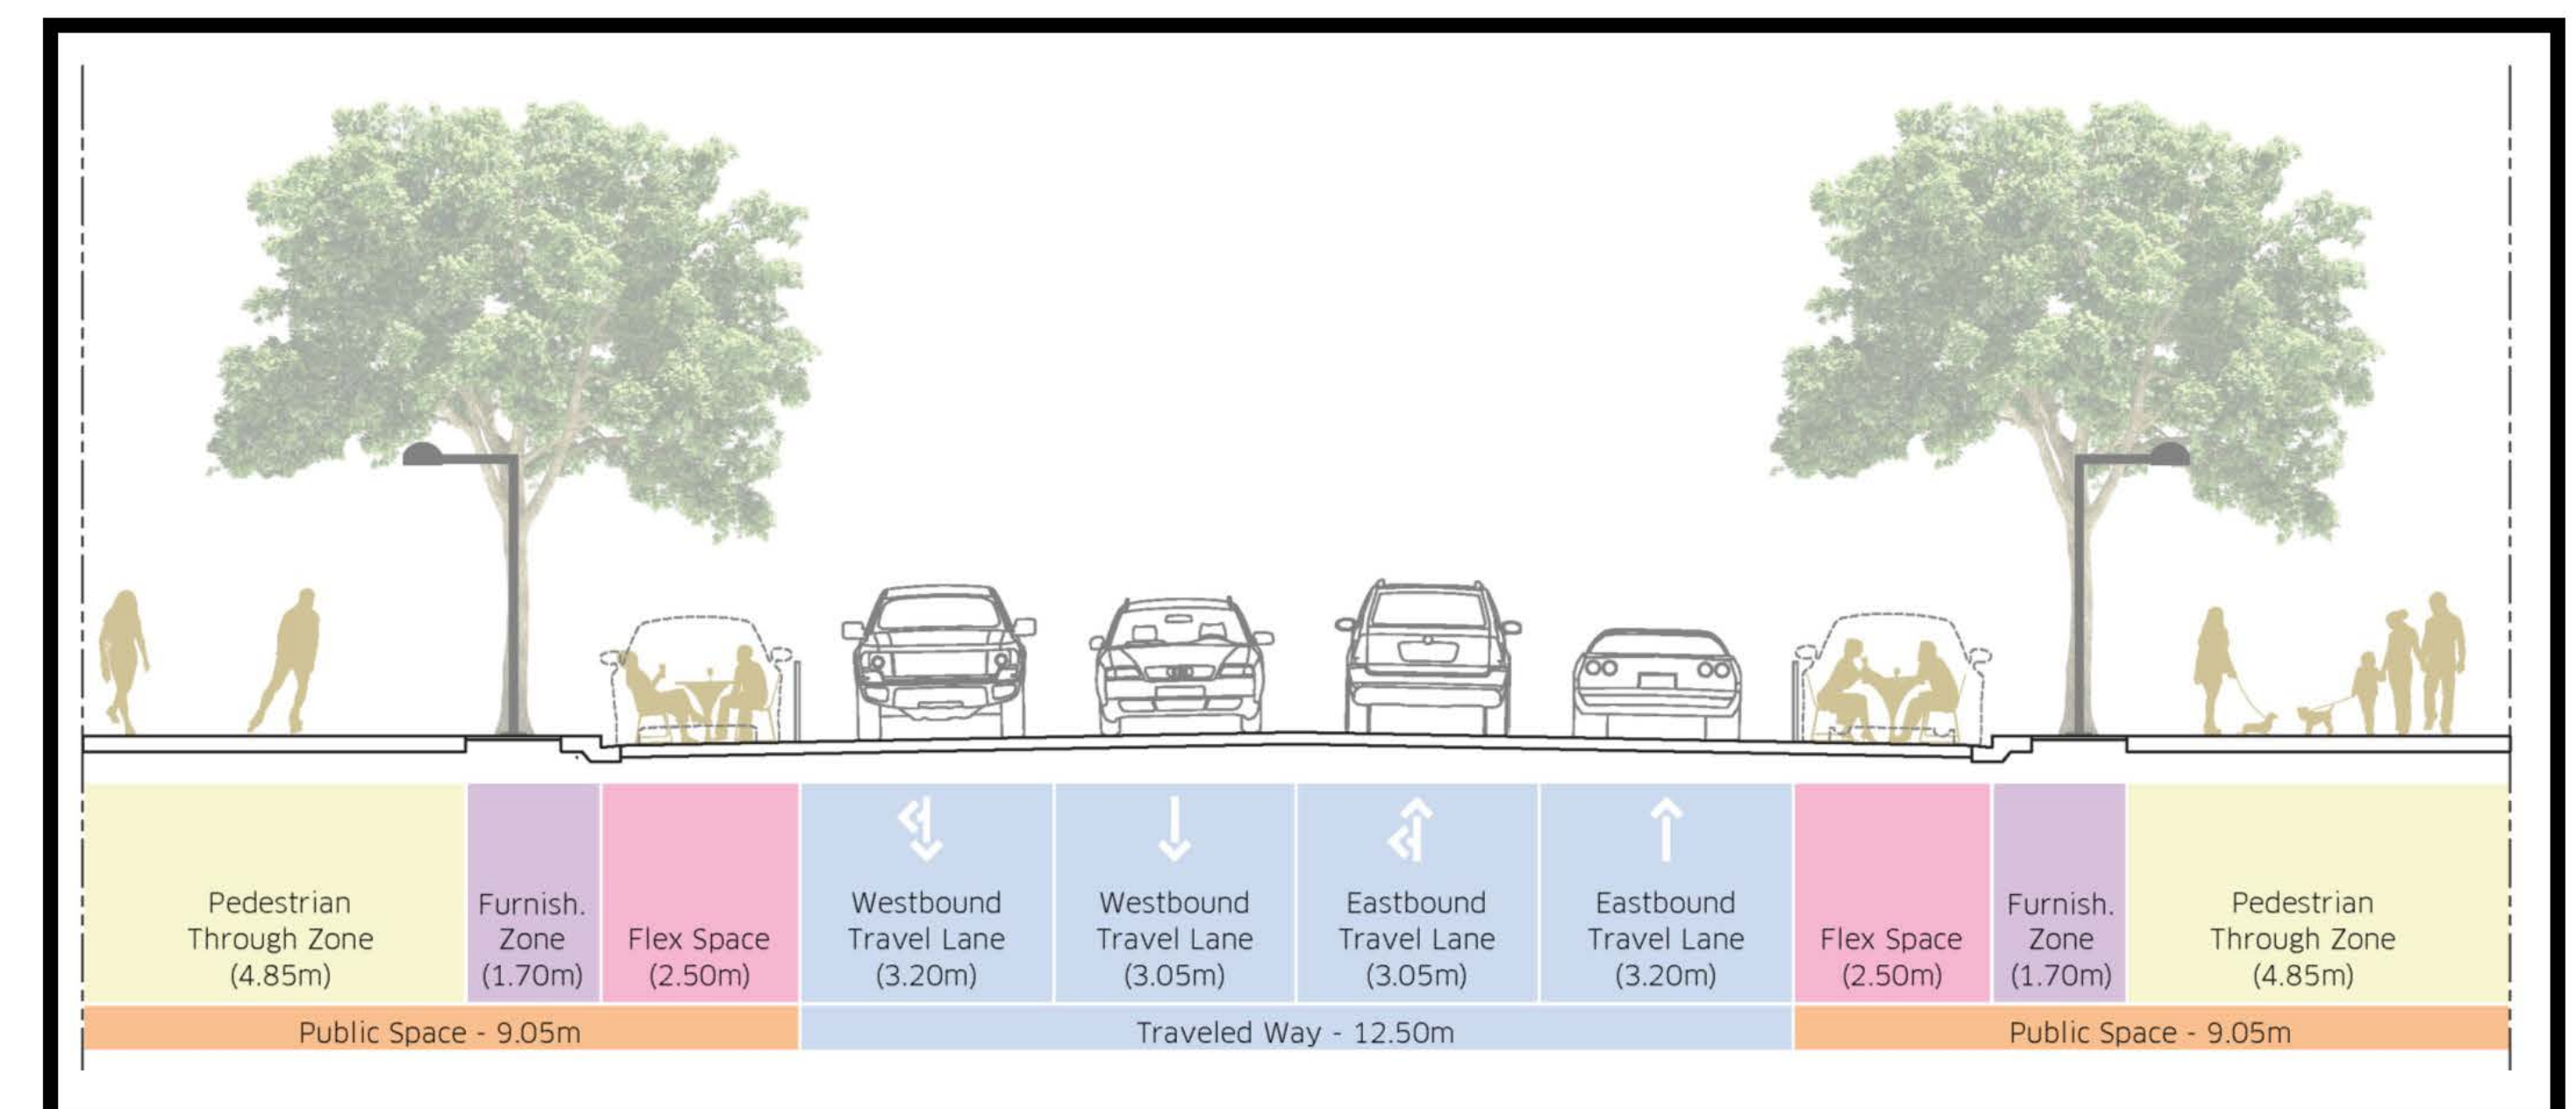 Pedestrian
Through Zone
(4.85m)
Furnish.
Zone
(1.70m)
Flex Space
(2.50m)
Westbound
Travel Lane
(3.20m)
Westbound
Travel Lane
(3.05m)
Eastbound
Travel Lane
(3.05m)
Eastbound
Travel Lane
(3.20m)
Flex Space
(2.50m)
Furnish.
Zone
(1.70m)
Pedestrian
Through Zone
(4.85m)
Public Space - 9.05m
Traveled Way - 12.50m
Public Space - 9.05m